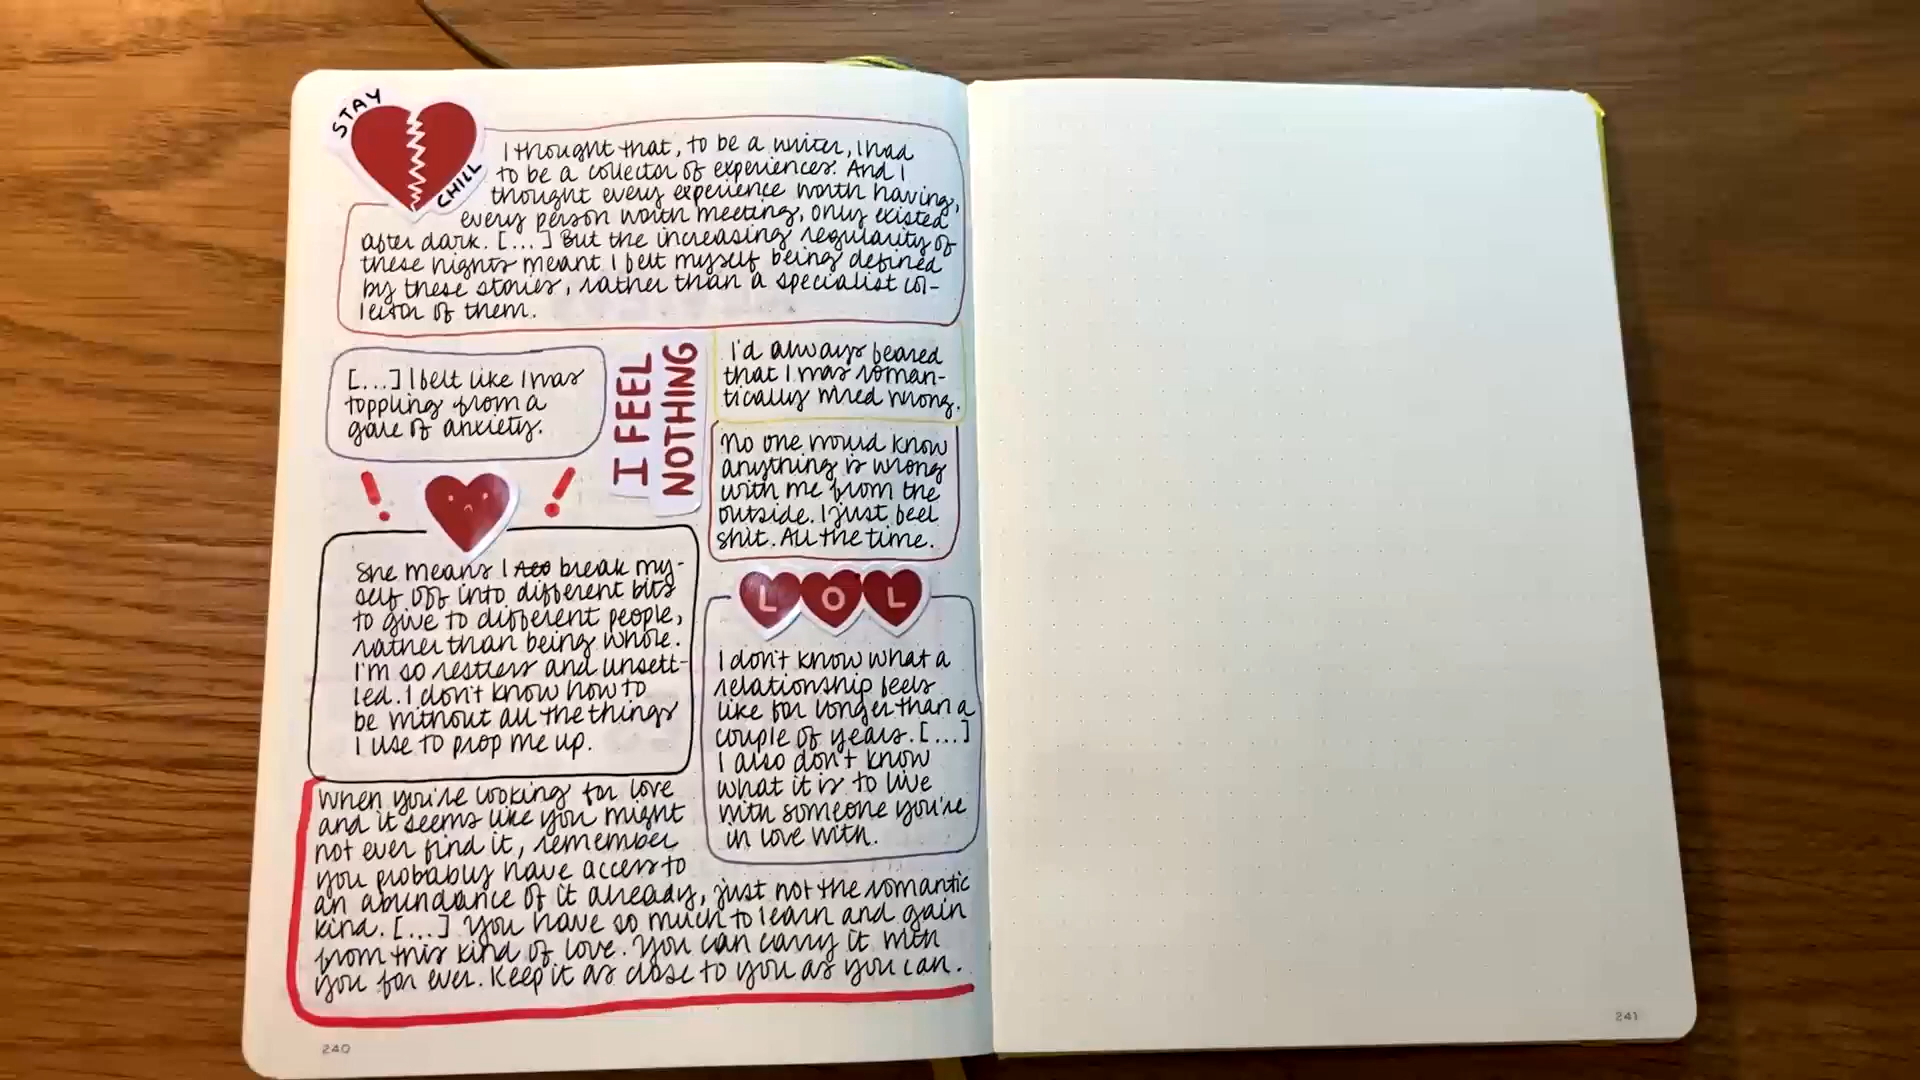 STAY
CHILL
I thought that, to be a writer, I had
to be a collector of experiences. And I
thought every experience worth having,
every person worth meeting, only existed
after dark. [...] But the increasing regularity of
these nights meant I felt myself being defined
by these stories, rather than a specialist col-
lector of them.
[...] I felt like I was
toppling from a
gale of anxiety.
I FEEL
NOTHING
I'd always feared
that I was roman-
tically wired wrong.
No one would know
anything is wrong
with me from the
outside. I just feel
shit. All the time.
She means I break my-
self off into different bits
to give to different people,
rather than being whole.
I'm so restless and unsett-
led. I don't know how to
be without all the things
I use to prop me up.
LOL
I don't know what a
relationship feels
like for longer than a
couple of years. [...]
I also don't know
what it is to live
with someone you're
in love with.
When you're looking for love
and it seems like you might
not ever find it, remember
you probably have access to
an abundance of it already, just not the romantic
kind. [...] You have so much to learn and gain
from this kind of love. You can carry it with
you for ever. Keep it as close to you as you can.
240
241